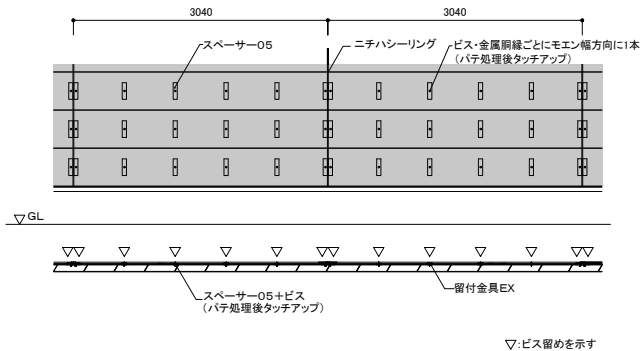 3040
3040
スペーサー05
ニチハシーリング
ビス・金属胴縁ごとにモエン幅方向に1本
(パテ処理後タッチアップ)
▽GL
スペーサー05+ビス
(パテ処理後タッチアップ)
留付金具EX
▽:ビス留めを示す